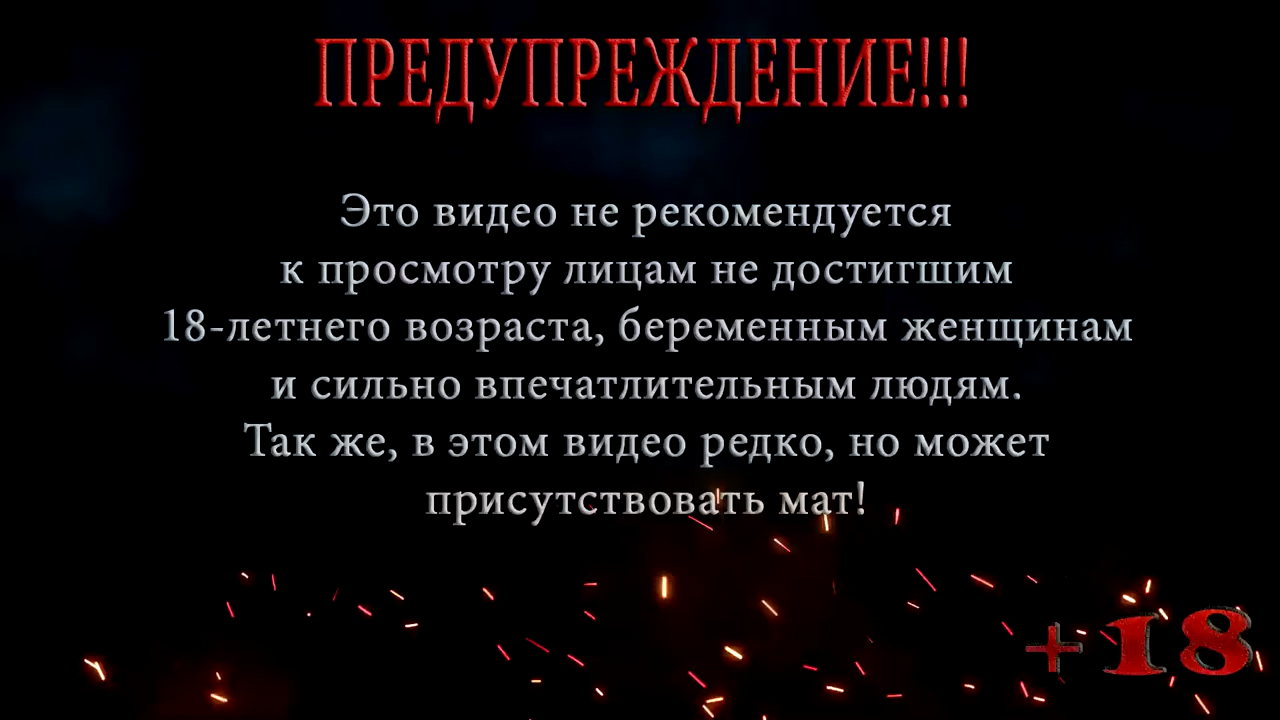 ПРЕДУПРЕЖДЕНИЕ!!!
Это видео не рекомендуется
к просмотру лицам не достигшим
18-летнего возраста, беременным женщинам
и сильно впечатлительным людям.
Так же, в этом видео редко, но может
присутствовать мат!
+18